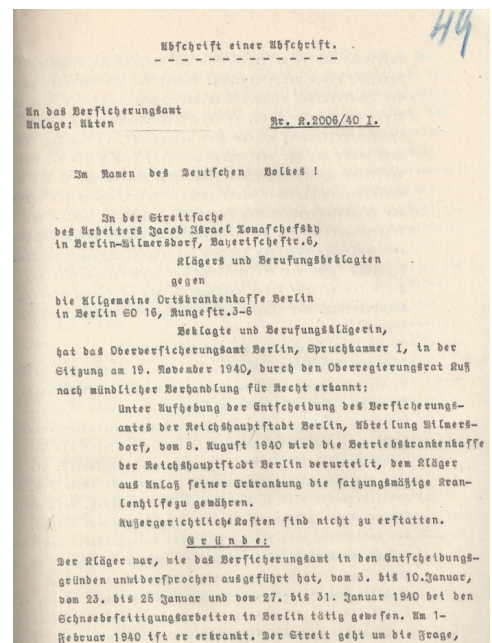 44
Abschrift einer Abschrift.
An das Versicherungsamt
Anlage: Akten
Nr. K.2006/40 I.
Im Namen des Deutschen Volkes !
In der Streitsache
des Arbeiters Jacob Israel Tomaschefsky
in Berlin-Wilmersdorf, Bayerischestr.6,
Klägers und Berufungsbeklagten
gegen
die Allgemeine Ortskrankenkasse Berlin
in Berlin SO 16, Rungestr.3-6
Beklagte und Berufungsklägerin,
hat das Oberversicherungsamt Berlin, Spruchkammer I, in der
Sitzung am 19. November 1940, durch den Oberregierungsrat Kuß
nach mündlicher Verhandlung für Recht erkannt:
Unter Aufhebung der Entscheidung des Versicherungs-
amtes der Reichshauptstadt Berlin, Abteilung Wilmers-
dorf, vom 8. August 1940 wird die Betriebskrankenkasse
der Reichshauptstadt Berlin verurteilt, dem Kläger
aus Anlaß seiner Erkrankung die satzungsmäßige Kran-
kenhilfezu gewähren.
Außergerichtliche Kosten sind nicht zu erstatten.
Gründe:
Der Kläger war, wie das Versicherungsamt in den Entscheidungs-
gründen unwidersprochen ausgeführt hat, vom 3. bis 10.Januar,
vom 23. bis 25 Januar und vom 27. bis 31. Januar 1940 bei den
Schneebeseitigungsarbeiten in Berlin tätig gewesen. Am 1-
Februar 1940 ist er erkrankt. Der Streit geht um die Frage,